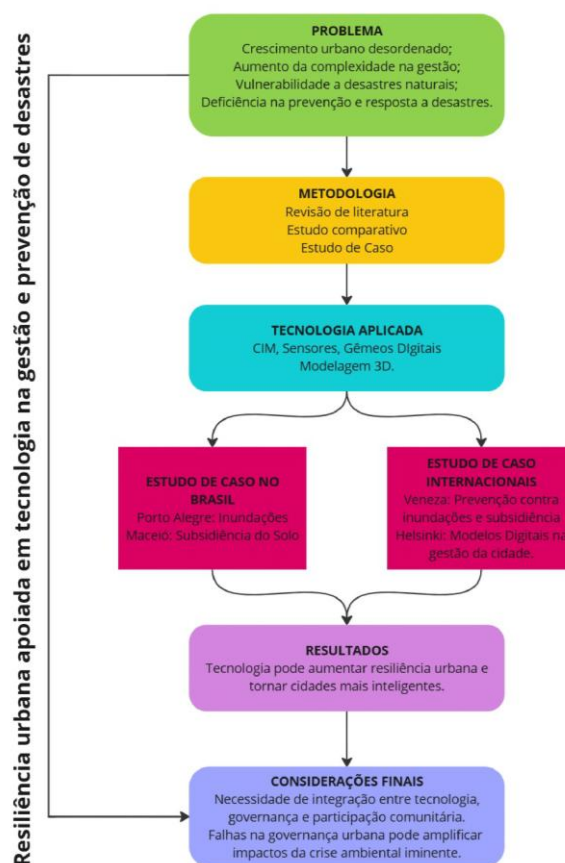 Resiliência urbana apoiada em tecnologia na gestão e prevenção de desastres
PROBLEMA
Crescimento urbano desordenado;
Aumento da complexidade na gestão;
Vulnerabilidade a desastres naturais;
Deficiência na prevenção e resposta a desastres.
METODOLOGIA
Revisão de literatura
Estudo comparativo
Estudo de Caso
TECNOLOGIA APLICADA
CIM, Sensores, Gêmeos DIgitais
Modelagem 3D.
ESTUDO DE CASO NO
BRASIL
Porto Alegre: Inundações
Maceió: Subsidiência do Solo
ESTUDO DE CASO
INTERNACIONAIS
Veneza: Prevenção contra
inundações e subsidiência
Helsinki: Modelos Digitais na
gestão da cidade.
RESULTADOS
Tecnologia pode aumentar resiliência urbana e
tornar cidades mais inteligentes.
CONSIDERAÇÕES FINAIS
Necessidade de integração entre tecnologia,
governança e participação comunitária.
Falhas na governança urbana pode amplificar
impactos da crise ambiental iminente.